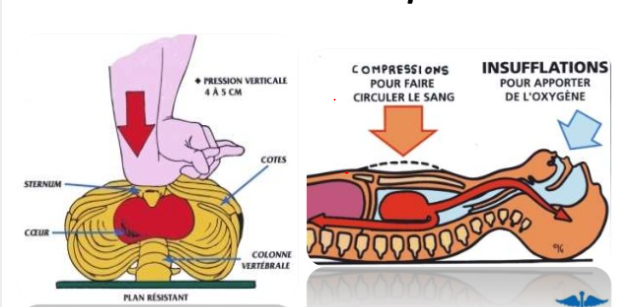 ◆ PRESSION VERTICALE
4 À 5 CM
COTES
STERNUM
CŒUR
COLONNE
VERTÉBRALE
PLAN RÉSISTANT
COMPRESSIONS
POUR FAIRE
CIRCULER LE SANG
INSUFFLATIONS
POUR APPORTER
DE L'OXYGÈNE